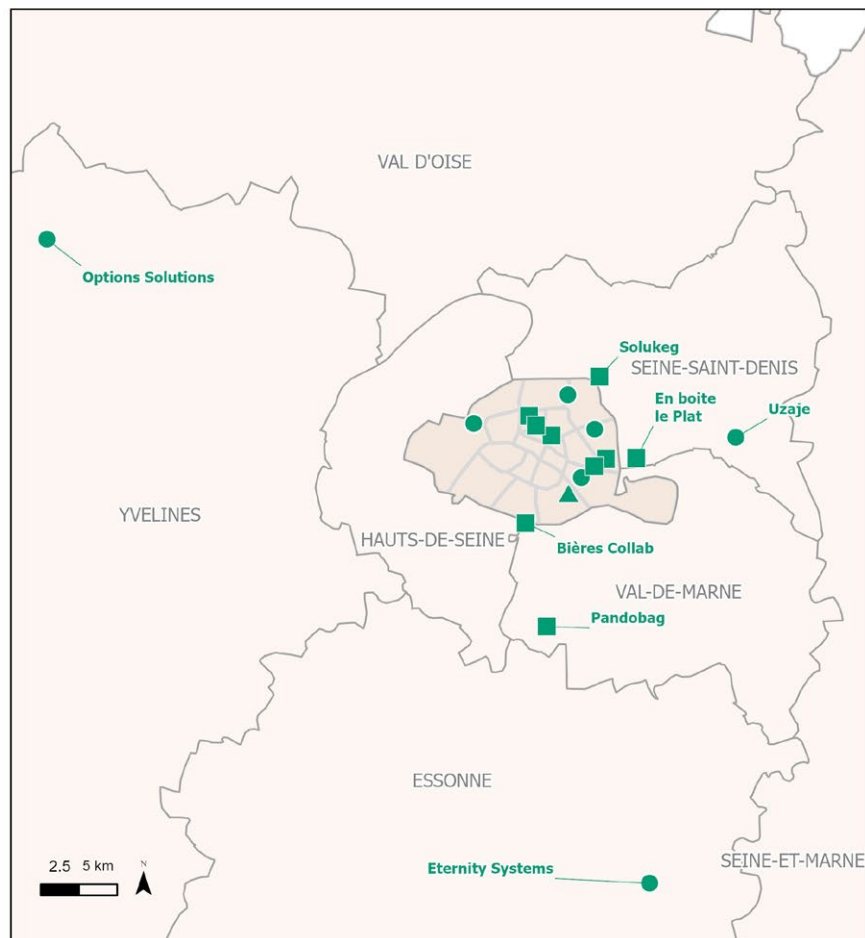 VAL D'OISE
Options Solutions
Solukeg
SEINE-SAINT-DENIS
En boite
le Plat
Uzaje
YVELINES
HAUTS-DE-SEINE
Bières Collab
VAL-DE-MARNE
Pandobag
ESSONNE
2.5 5 km
N
SEINE-ET-MARNE
Eternity Systems